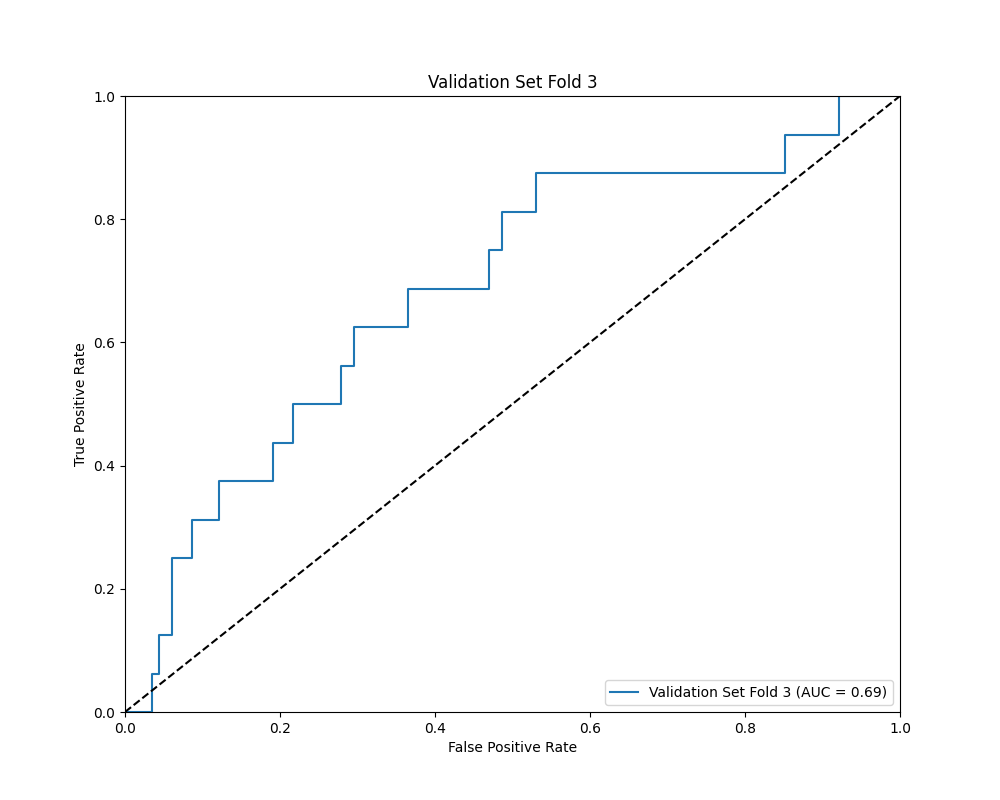 Validation Set Fold 3
1.0
0.8
0.6
0.4
0.2
0.0
True Positive Rate
Validation Set Fold 3 (AUC = 0.69)
0.0 0.2 0.4 0.6 0.8 1.0
False Positive Rate